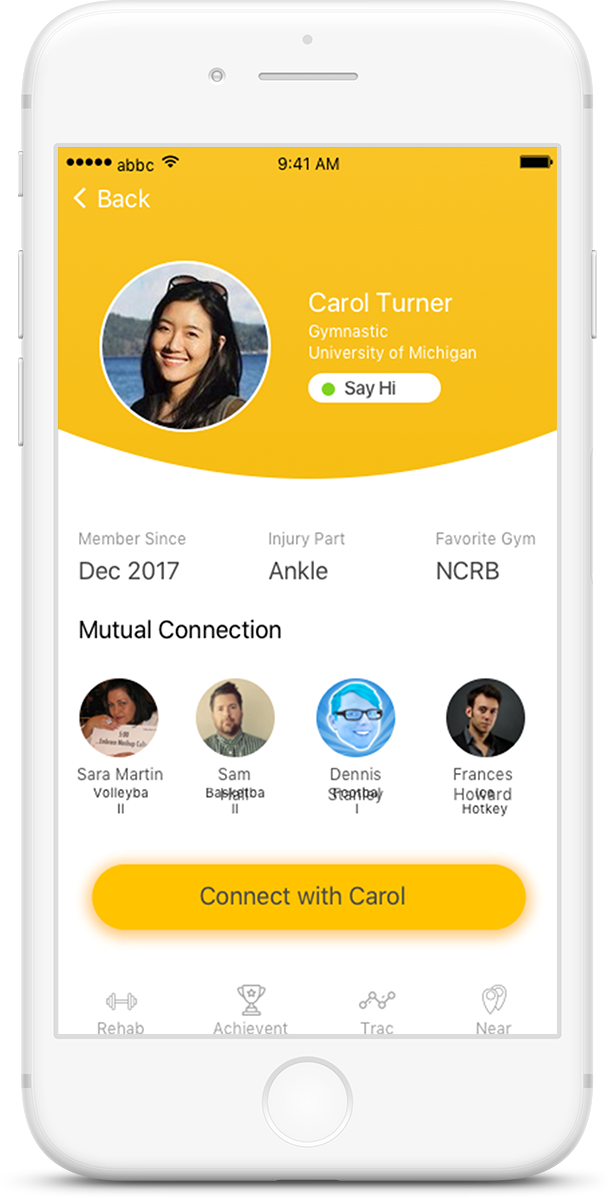 abbc 9:41 AM
Back
Carol Turner
Gymnastic
University of Michigan
Say Hi
Member Since Injury Part Favorite Gym
Dec 2017 Ankle NCRB
Mutual Connection
5:00
Sara Martin Sam Dennis Frances
Hall Stanley Howard
Volleyba Basketba Footbal Ice
ll ll l Hotkey
Connect with Carol
Rehab Achievent Trac Near